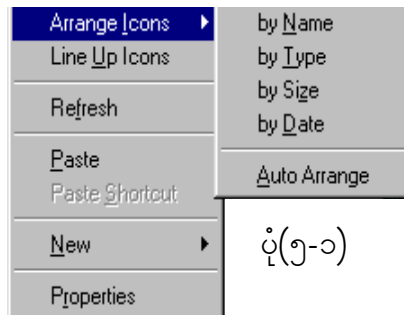 Arrange Icons
Line Up Icons
Refresh
Paste
Paste Shortcut
New
Properties
by Name
by Type
by Size
by Date
Auto Arrange
ပုံ(၅-၁)